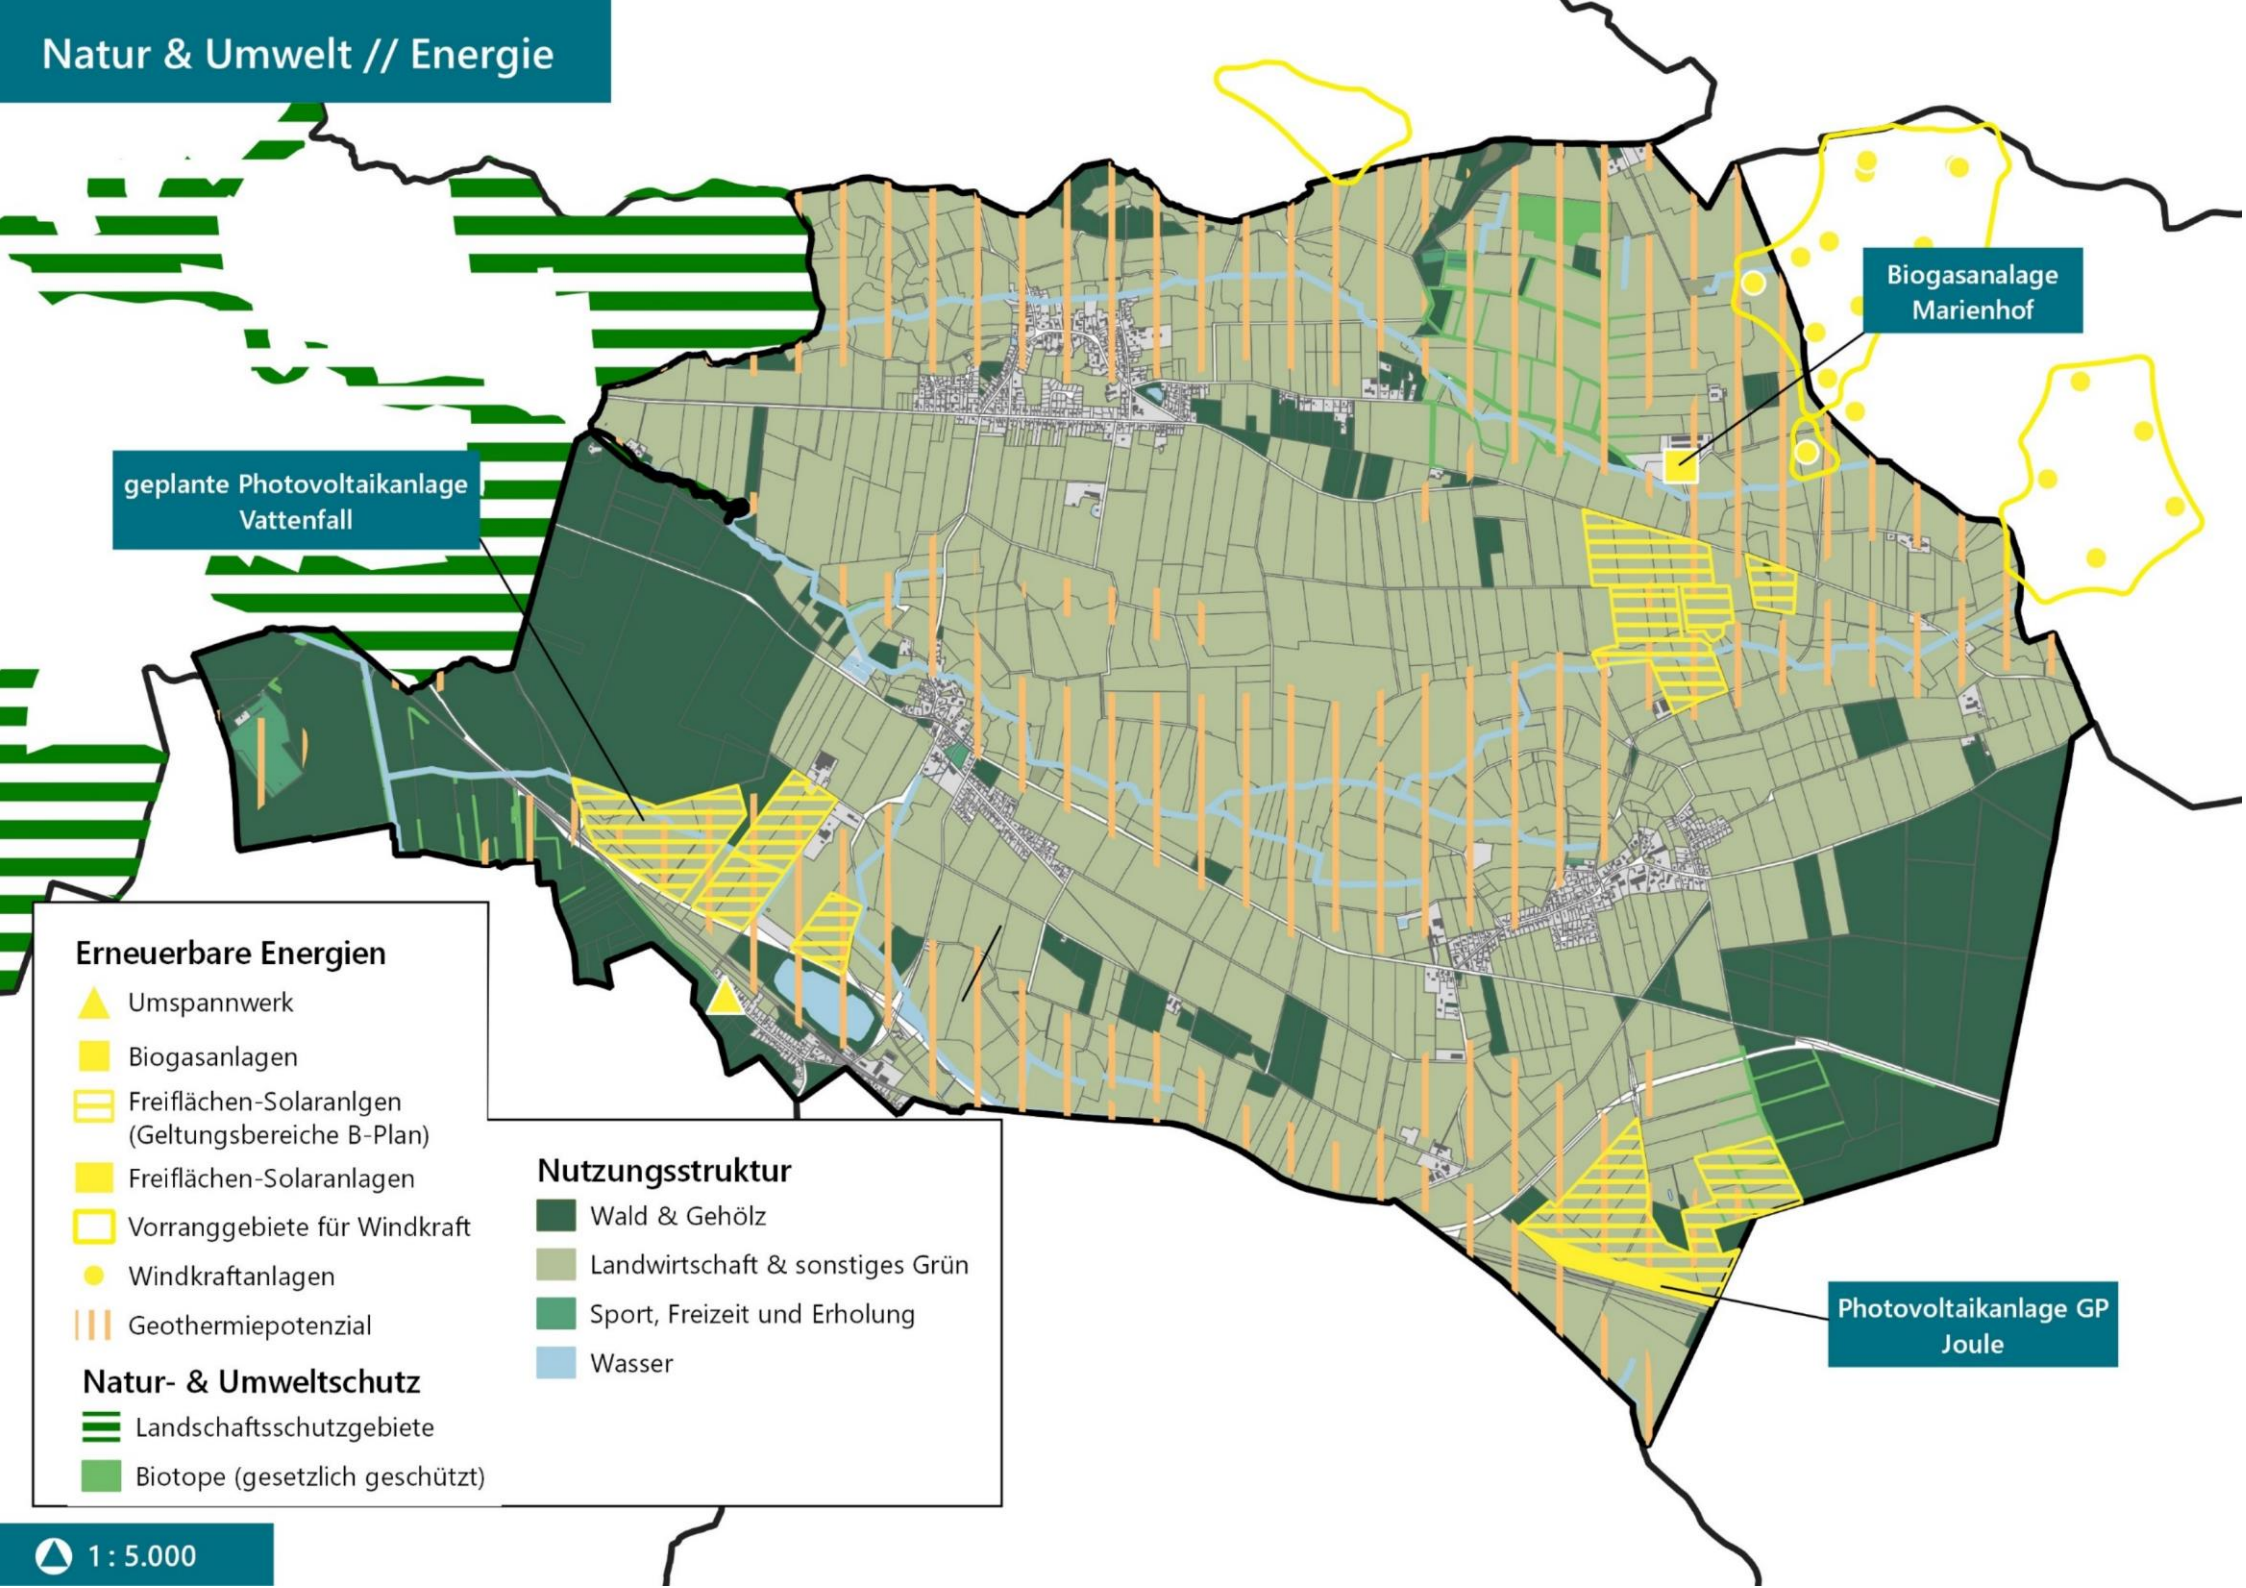 Natur & Umwelt // Energie
Biogasanalage
Marienhof
geplante Photovoltaikanlage
Vattenfall
Erneuerbare Energien
Umspannwerk
Biogasanlagen
Freiflächen-Solaranlgen
(Geltungsbereiche B-Plan)
Freiflächen-Solaranlagen
Vorranggebiete für Windkraft
Windkraftanlagen
Geothermiepotenzial
Natur- & Umweltschutz
Landschaftsschutzgebiete
Biotope (gesetzlich geschützt)
Nutzungsstruktur
Wald & Gehölz
Landwirtschaft & sonstiges Grün
Sport, Freizeit und Erholung
Wasser
Photovoltaikanlage GP
Joule
1 : 5.000